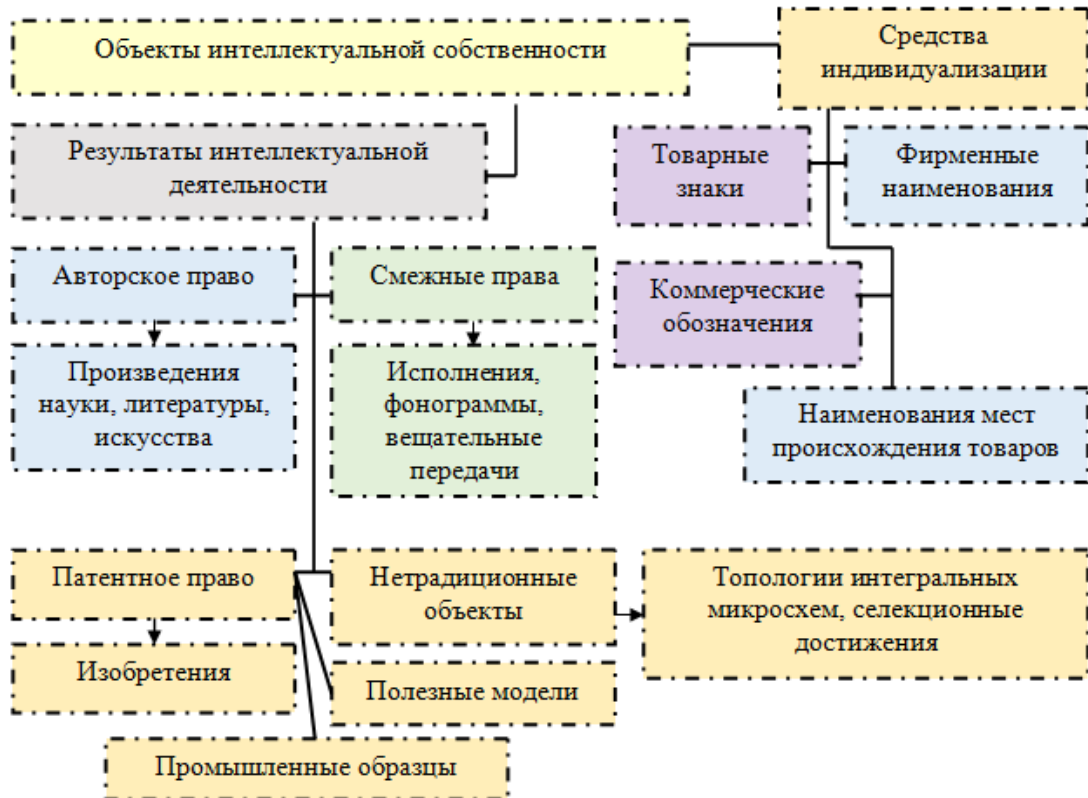 Объекты интеллектуальной собственности
Средства
индивидуализации
Результаты интеллектуальной
деятельности
Товарные
знаки
Фирменные
наименования
Авторское право
Смежные права
Коммерческие
обозначения
Произведения
науки, литературы,
искусства
Исполнения,
фонограммы,
вещательные
передачи
Наименования мест
происхождения товаров
Патентное право
Нетрадиционные
объекты
Топологии интегральных
микросхем, селекционные
достижения
Изобретения
Полезные модели
Промышленные образцы